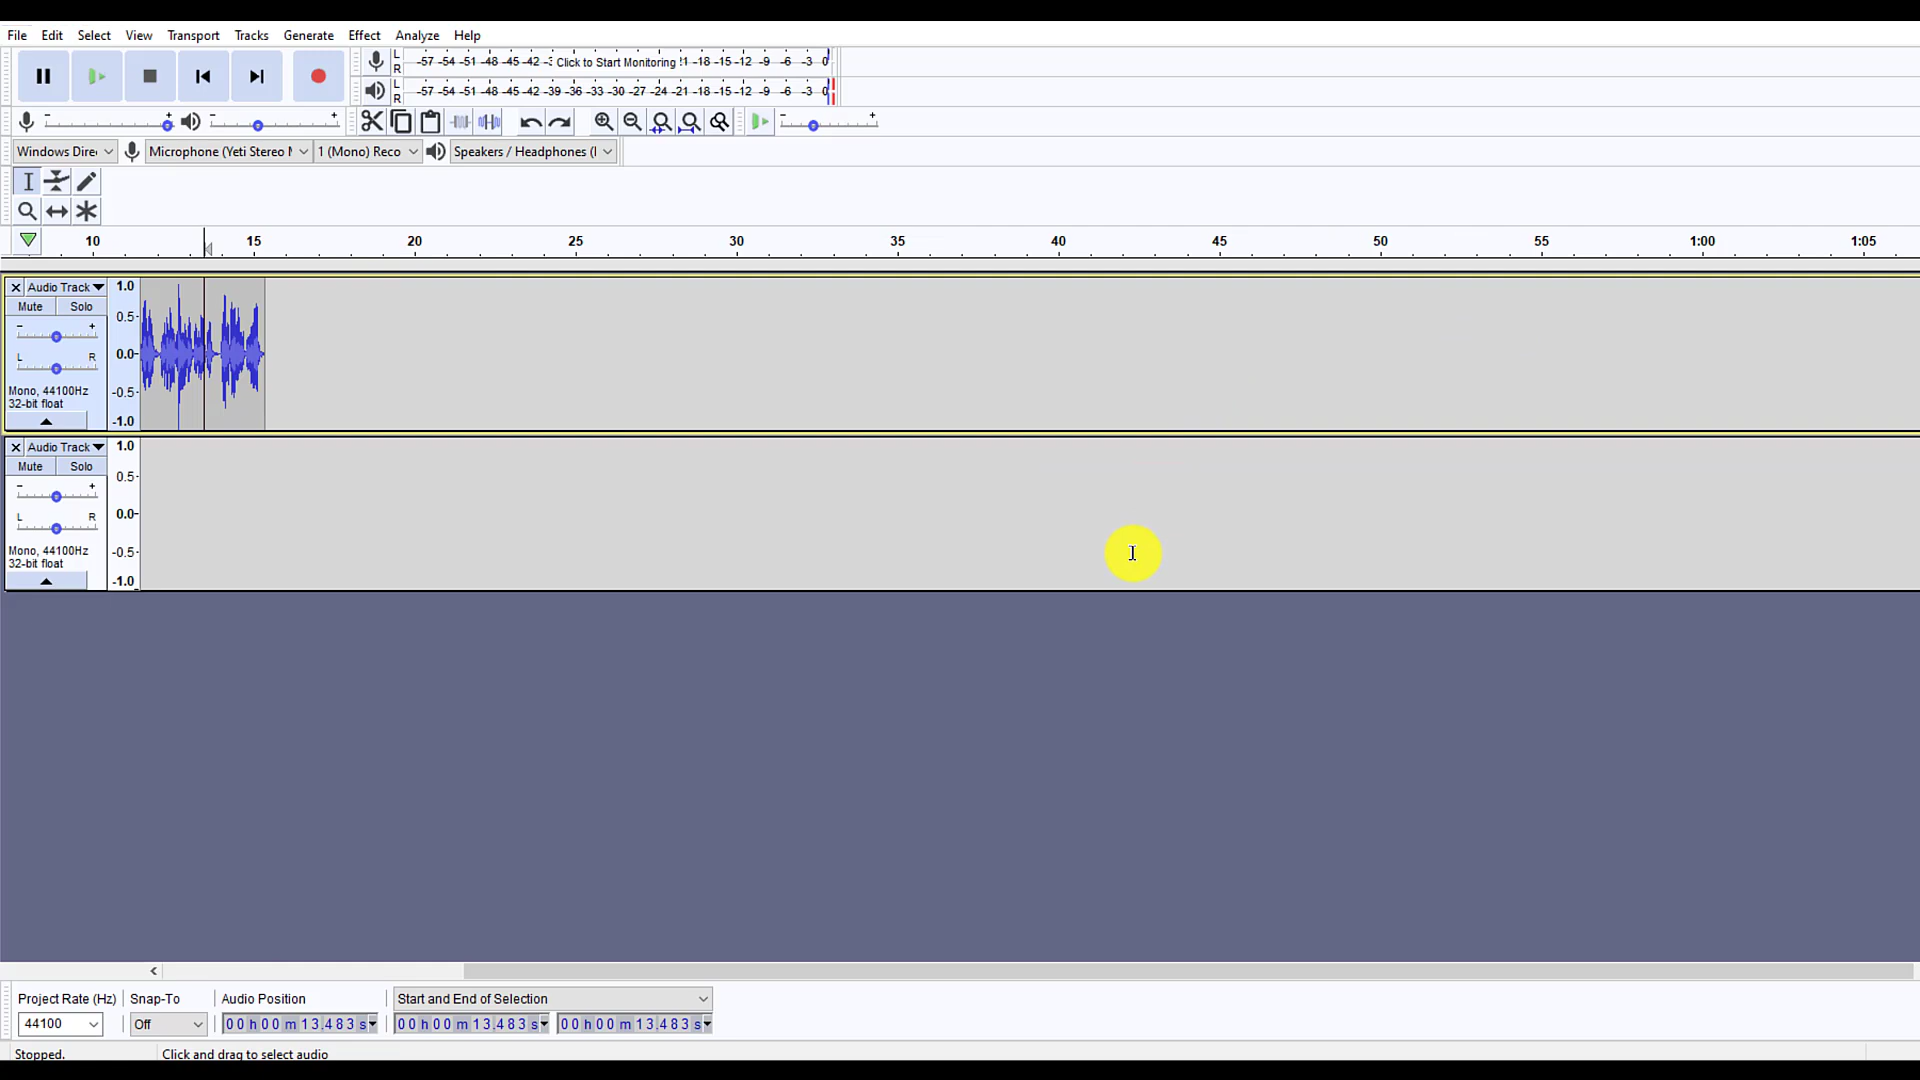 File Edit Select View Transport Tracks Generate Effect Analyze Help
L R -57 -54 -51 -48 -45 -42 Click to Start Monitoring -18 -15 -12 -9 -6 -3 0
L R -57 -54 -51 -48 -45 -42 -39 -36 -33 -30 -27 -24 -21 -18 -15 -12 -9 -6 -3 0
- + - + - +
Windows Direc Microphone (Yeti Stereo M 1 (Mono) Reco Speakers / Headphones (
10 15 20 25 30 35 40 45 50 55 1:00 1:05
Audio Track 1.0
Mute Solo 0.5
- +
L R 0.0
Mono, 44100Hz -0.5
32-bit float
-1.0
Audio Track 1.0
Mute Solo 0.5
- +
L R 0.0
Mono, 44100Hz -0.5
32-bit float
-1.0
Project Rate (Hz) Snap-To Audio Position Start and End of Selection
44100 Off 00 h 00 m 13.483 s 00 h 00 m 13.483 s 00 h 00 m 13.483 s
Stopped. Click and drag to select audio